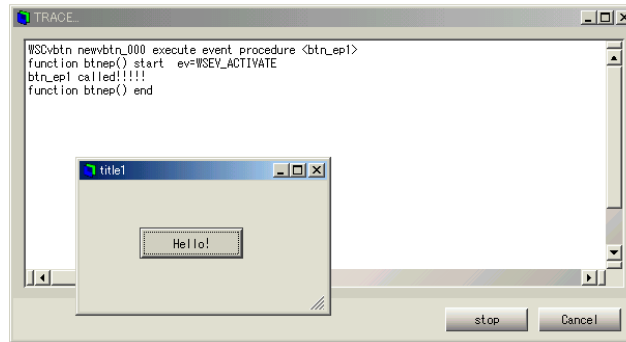 TRACE..
WSCvbtn newvbtn_000 execute event procedure <btn_ep1>
function btnep() start ev=WSEV_ACTIVATE
btn_ep1 called!!!!!
function btnep() end
title1
Hello!
stop
Cancel